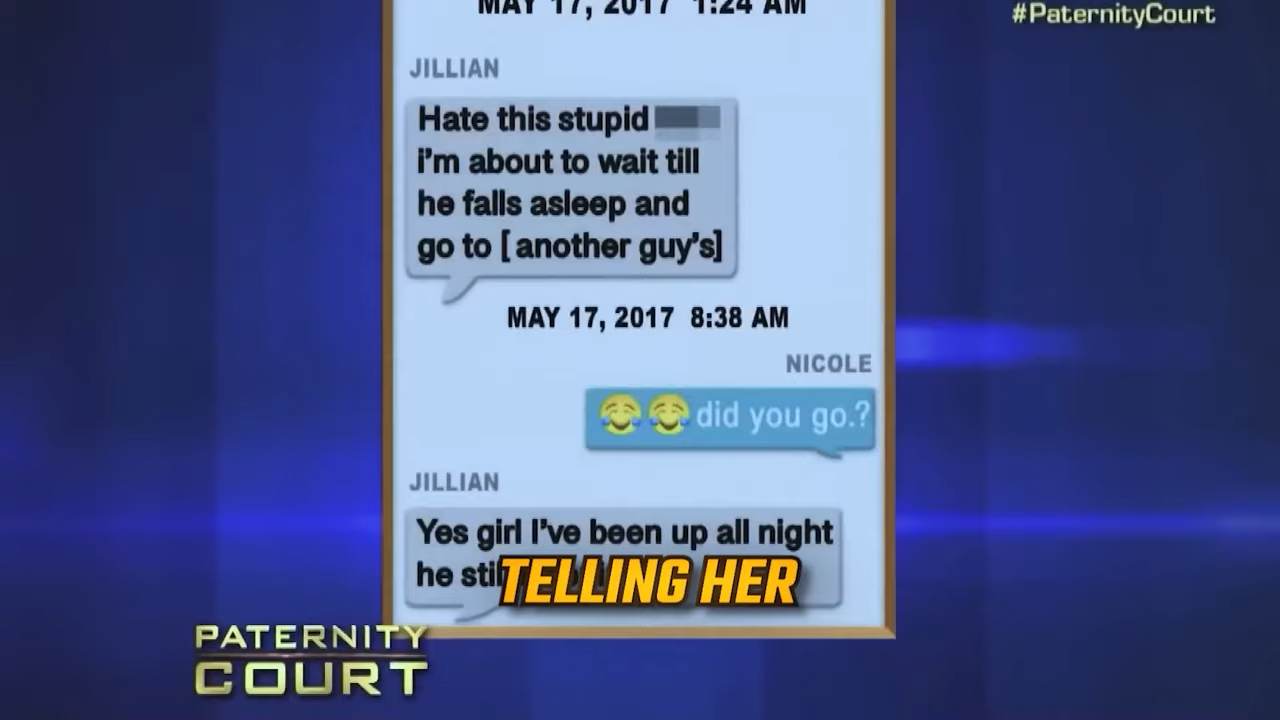 MAY 17, 2017 1:24 AM
#PaternityCourt
JILLIAN
Hate this stupid
i'm about to wait till
he falls asleep and
go to [ another guy's]
MAY 17, 2017 8:38 AM
NICOLE
😂😂 did you go.?
JILLIAN
Yes girl I've been up all night
he
TELLING HER
PATERNITY
COURT